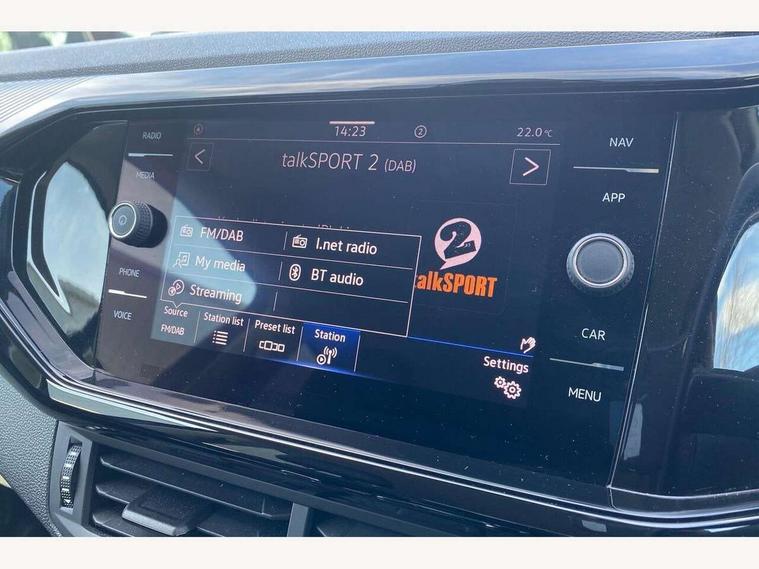 RADIO
MEDIA
PHONE
VOICE
14:23
2
22.0°C
talkSPORT 2 (DAB)
FM/DAB
I.net radio
My media
BT audio
Streaming
2
talkSPORT
Source
FM/DAB
Station list
Preset list
Station
Settings
NAV
APP
CAR
MENU